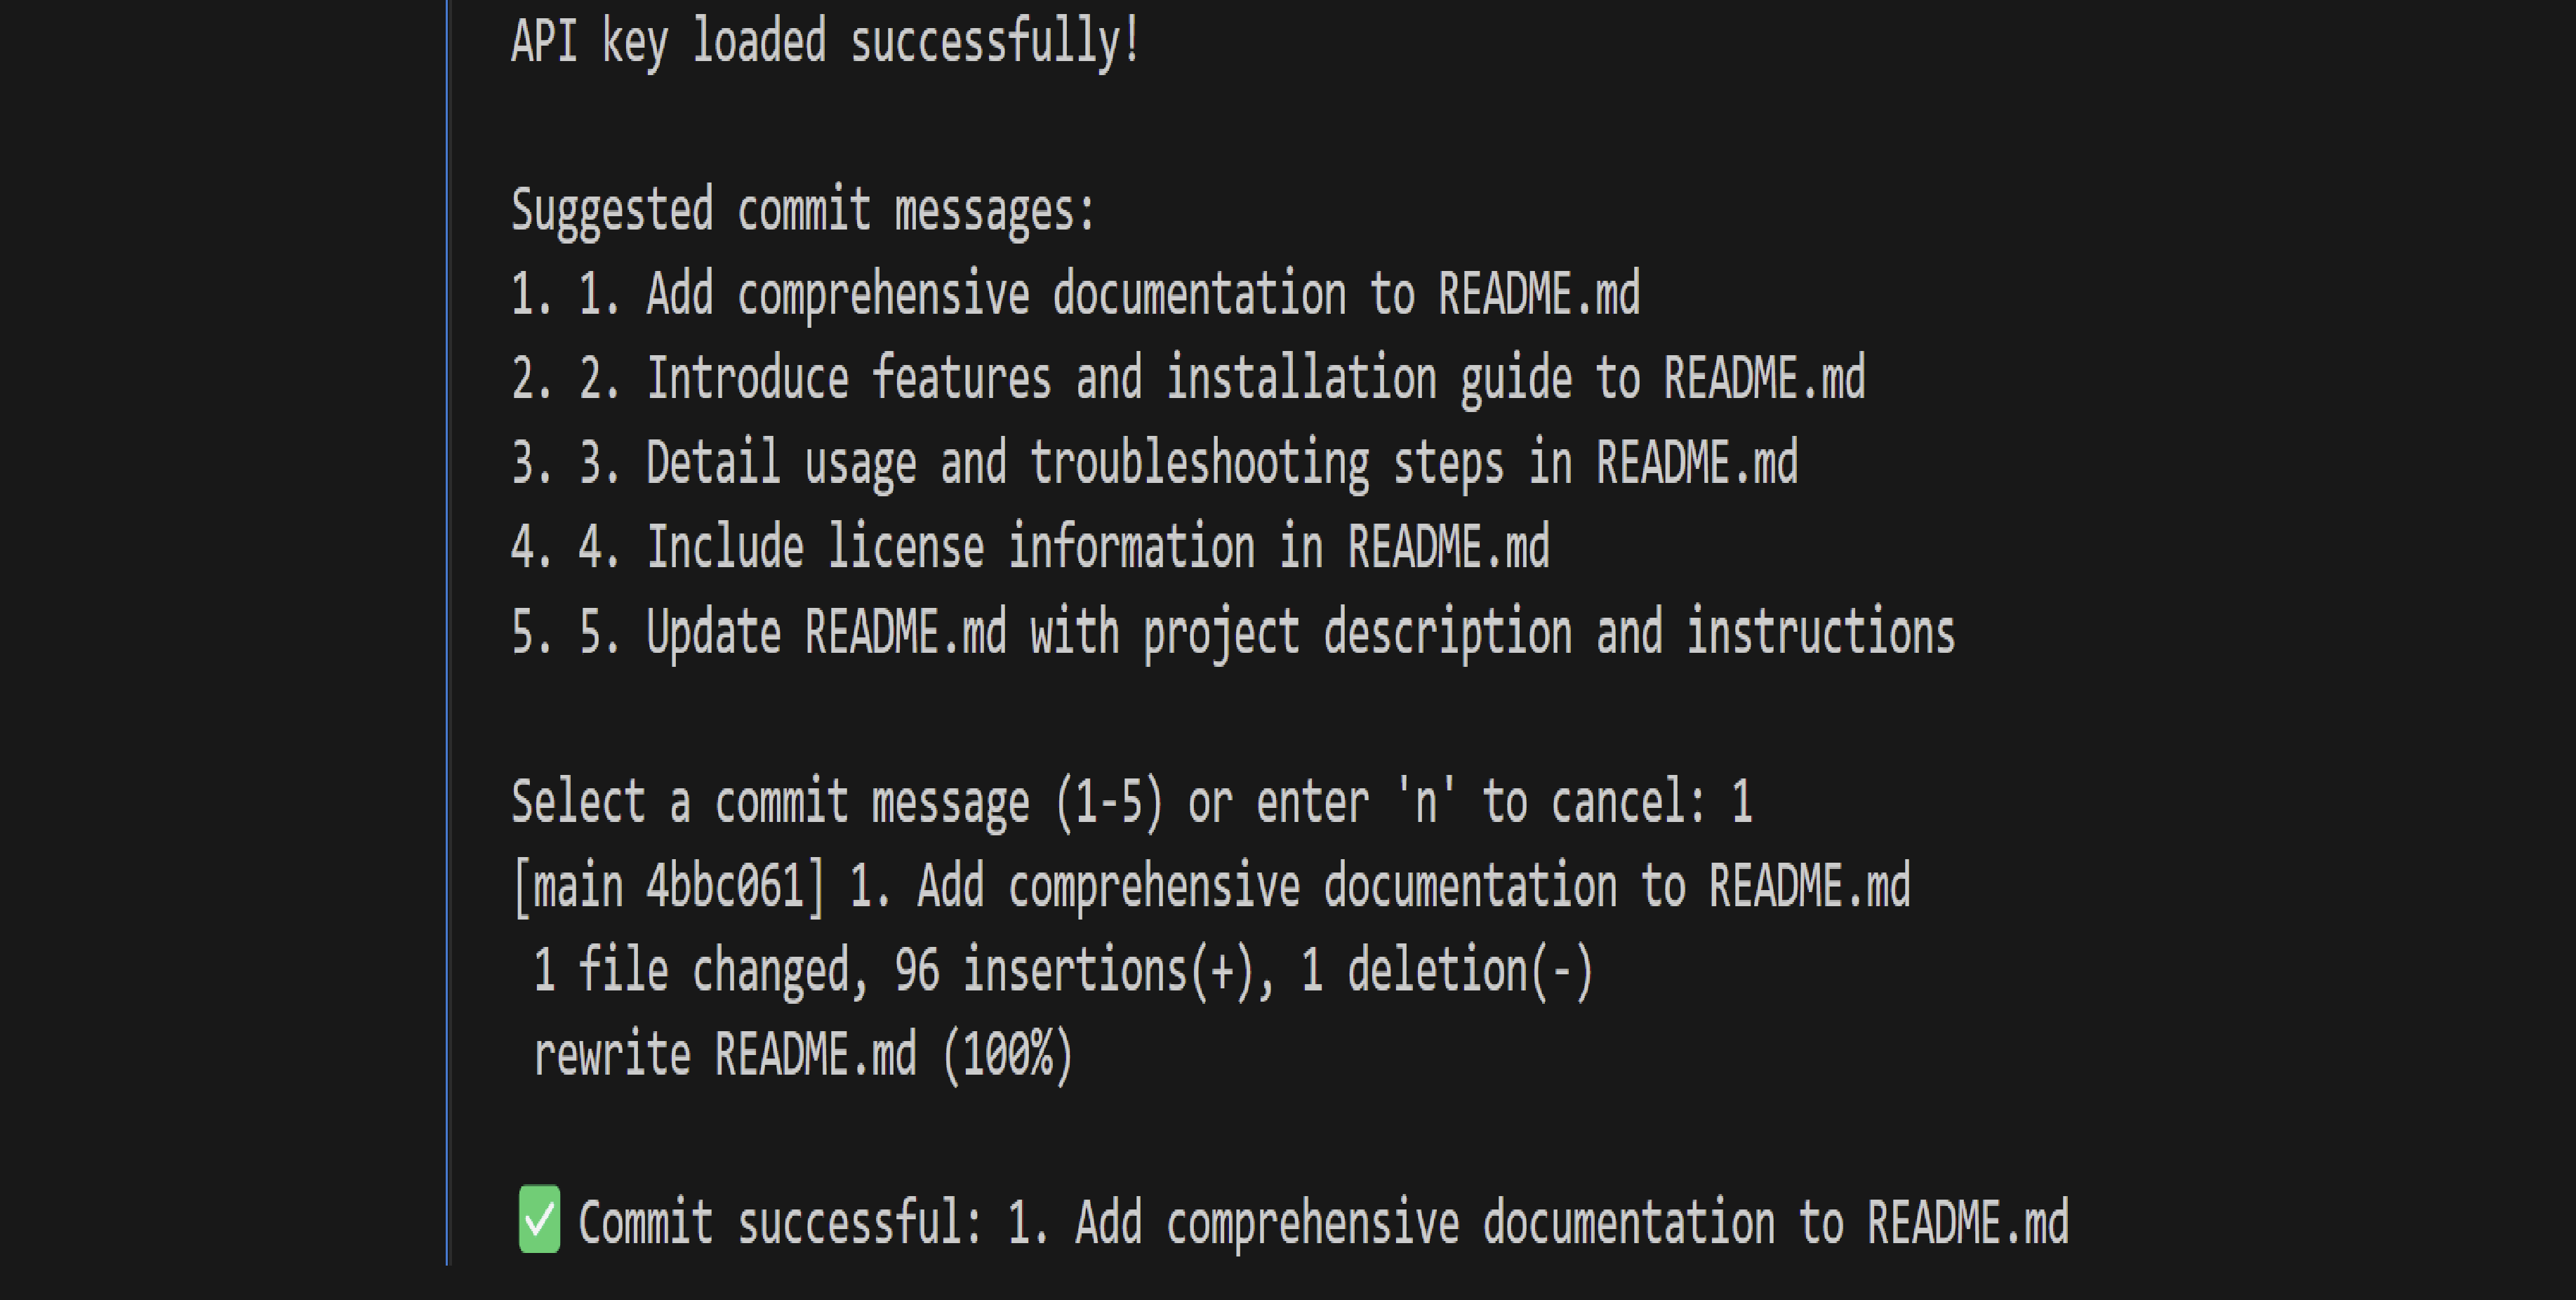 API key loaded successfully!
Suggested commit messages:
1. 1. Add comprehensive documentation to README.md
2. 2. Introduce features and installation guide to README.md
3. 3. Detail usage and troubleshooting steps in README.md
4. 4. Include license information in README.md
5. 5. Update README.md with project description and instructions
Select a commit message (1-5) or enter 'n' to cancel: 1
[main 4bbc061] 1. Add comprehensive documentation to README.md
1 file changed, 96 insertions(+), 1 deletion(-)
rewrite README.md (100%)
✅ Commit successful: 1. Add comprehensive documentation to README.md